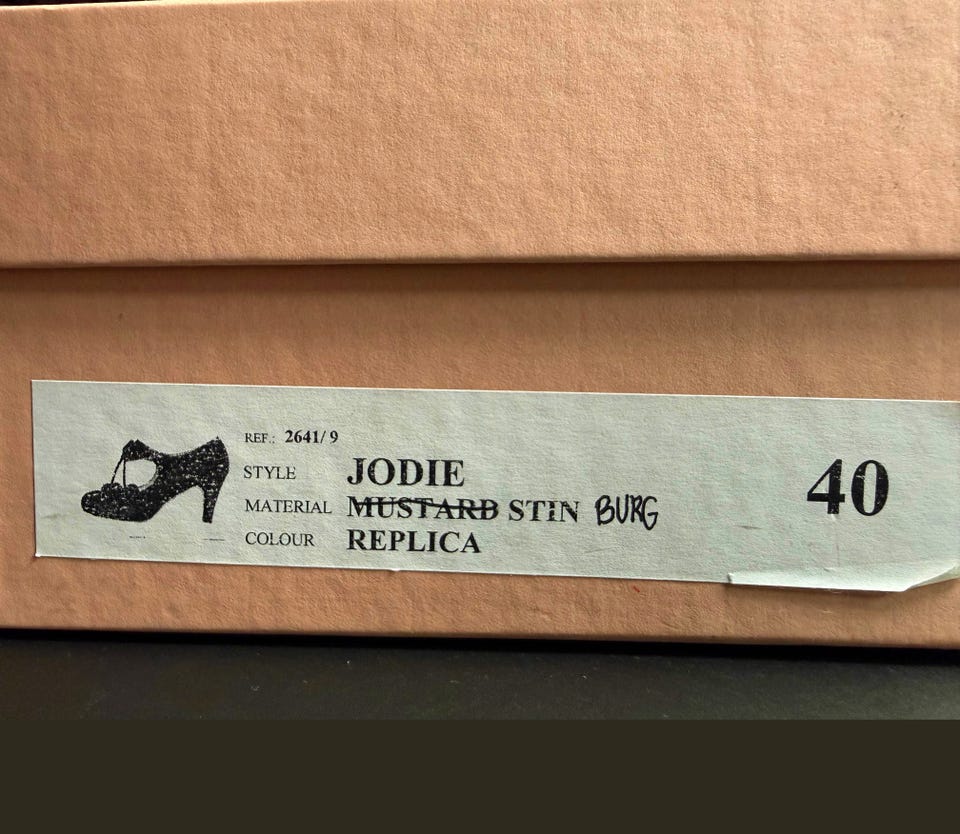 REF.: 2641/9
STYLE JODIE
MATERIAL MUSTARD STIN BURG
COLOUR REPLICA
40